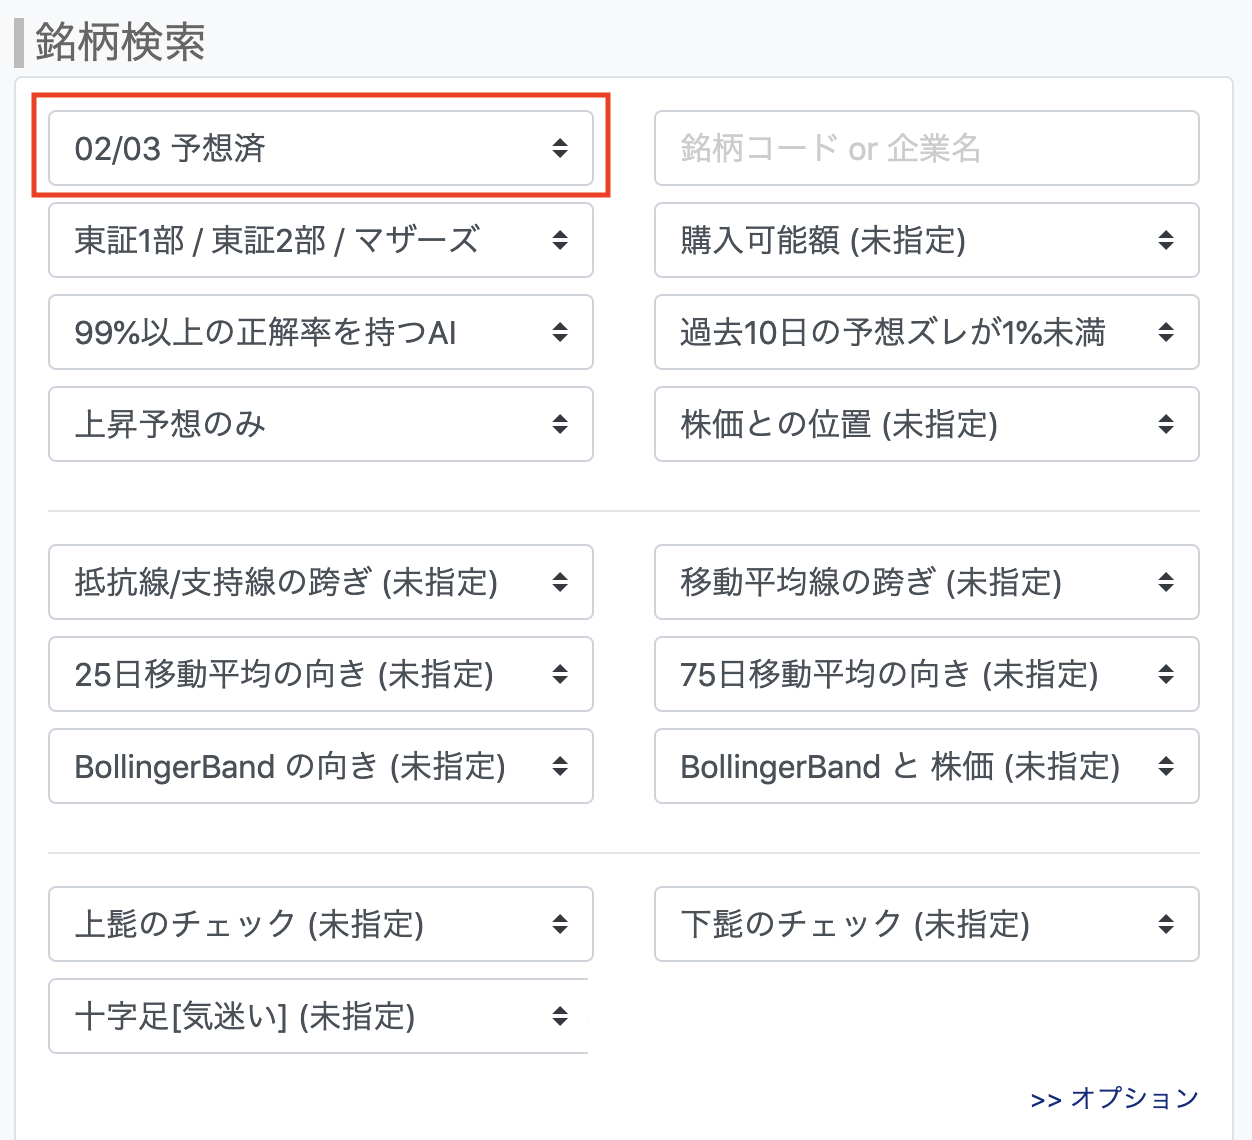 銘柄検索
02/03 予想済
銘柄コード or 企業名
東証1部 / 東証2部 / マザーズ
購入可能額 (未指定)
99%以上の正解率を持つAI
過去10日の予想ズレが1%未満
上昇予想のみ
株価との位置 (未指定)
抵抗線/支持線の跨ぎ (未指定)
移動平均線の跨ぎ (未指定)
25日移動平均の向き (未指定)
75日移動平均の向き (未指定)
BollingerBand の向き (未指定)
BollingerBand と 株価 (未指定)
上髭のチェック (未指定)
下髭のチェック (未指定)
十字足[気迷い] (未指定)
>> オプション